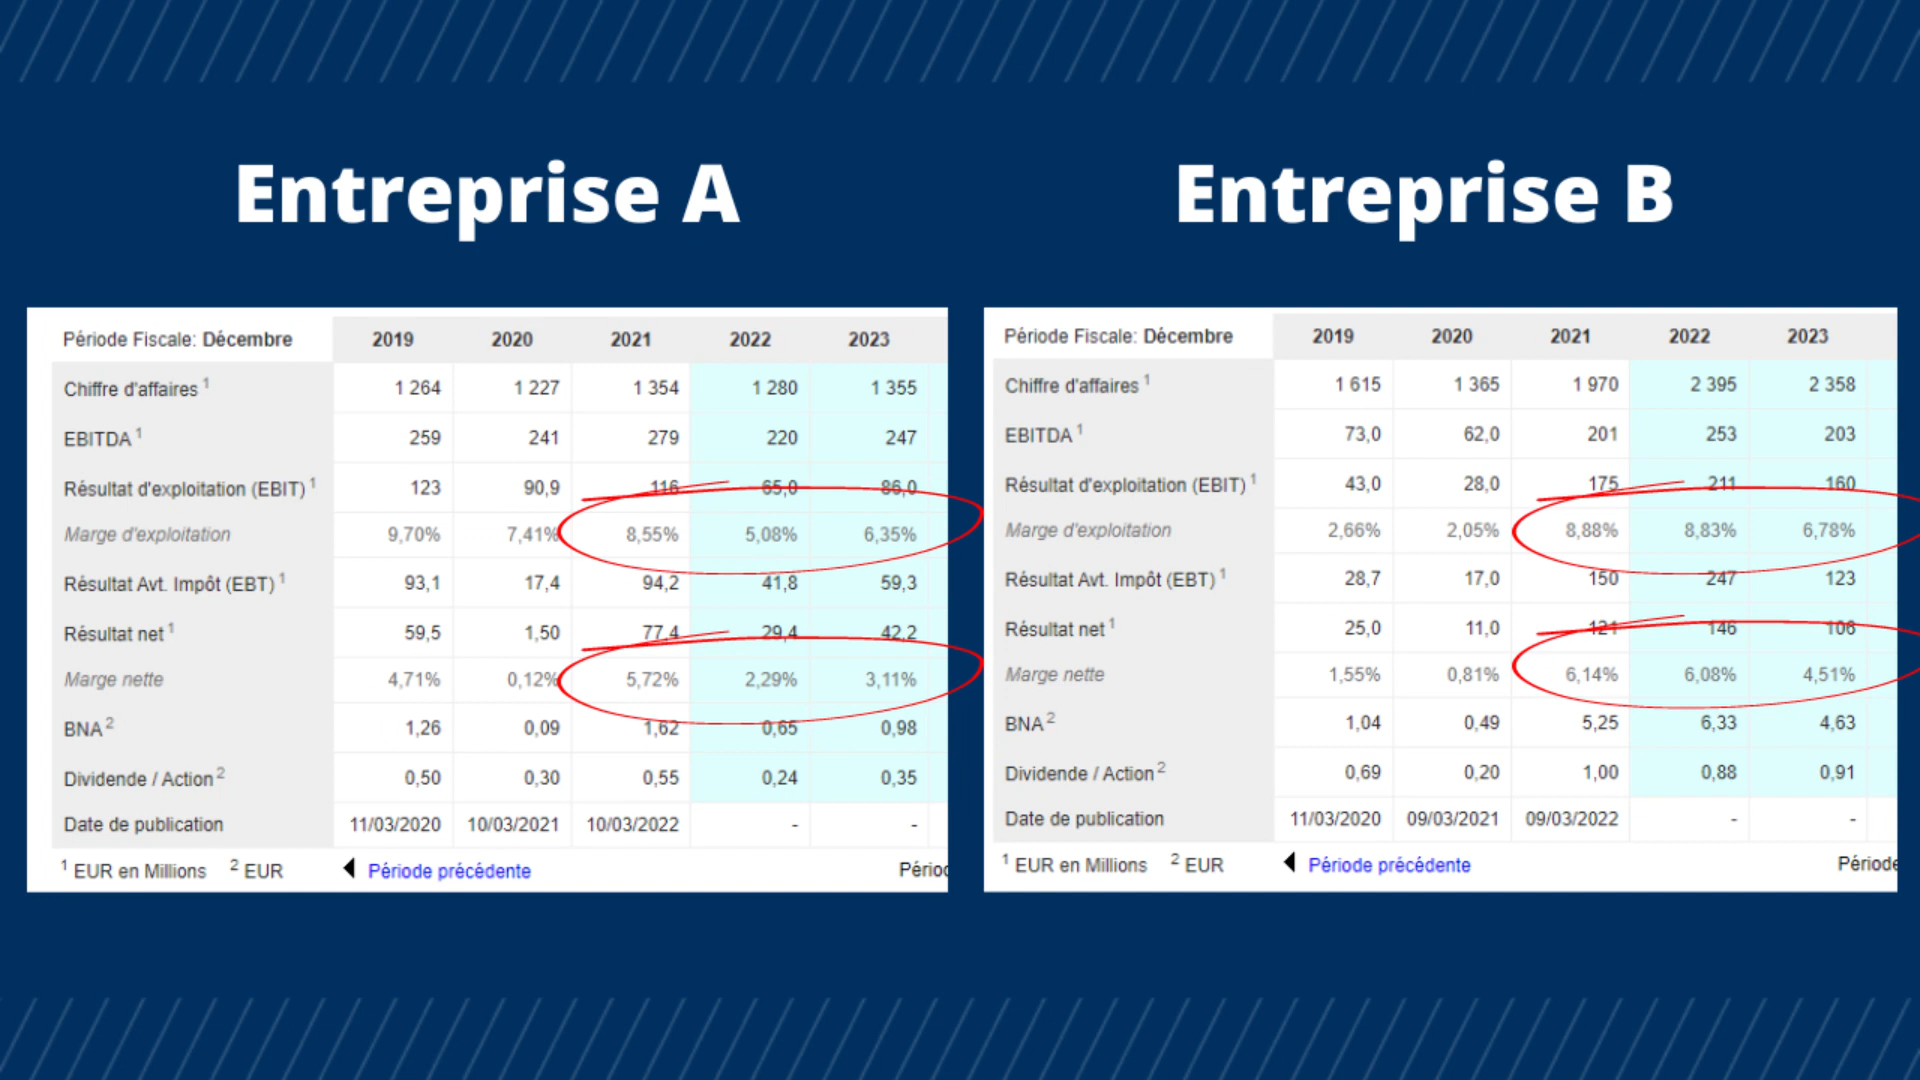 Entreprise A
Période Fiscale: Décembre 2019 2020 2021 2022 2023
Chiffre d'affaires 1 1 264 1 227 1 354 1 280 1 355
EBITDA 1 259 241 279 220 247
Résultat d'exploitation (EBIT) 1 123 90,9 116 65,0 86,0
Marge d'exploitation 9,70% 7,41% 8,55% 5,08% 6,35%
Résultat Avt. Impôt (EBT) 1 93,1 17,4 94,2 41,8 59,3
Résultat net 1 59,5 1,50 77,4 29,4 42,2
Marge nette 4,71% 0,12% 5,72% 2,29% 3,11%
BNA 2 1,26 0,09 1,62 0,65 0,98
Dividende / Action 2 0,50 0,30 0,55 0,24 0,35
Date de publication 11/03/2020 10/03/2021 10/03/2022 - -
1 EUR en Millions 2 EUR Période précédente Périod
Entreprise B
Période Fiscale: Décembre 2019 2020 2021 2022 2023
Chiffre d'affaires 1 1 615 1 365 1 970 2 395 2 358
EBITDA 1 73,0 62,0 201 253 203
Résultat d'exploitation (EBIT) 1 43,0 28,0 175 211 160
Marge d'exploitation 2,66% 2,05% 8,88% 8,83% 6,78%
Résultat Avt. Impôt (EBT) 1 28,7 17,0 150 247 123
Résultat net 1 25,0 11,0 121 146 106
Marge nette 1,55% 0,81% 6,14% 6,08% 4,51%
BNA 2 1,04 0,49 5,25 6,33 4,63
Dividende / Action 2 0,69 0,20 1,00 0,88 0,91
Date de publication 11/03/2020 09/03/2021 09/03/2022 - -
1 EUR en Millions 2 EUR Période précédente Période